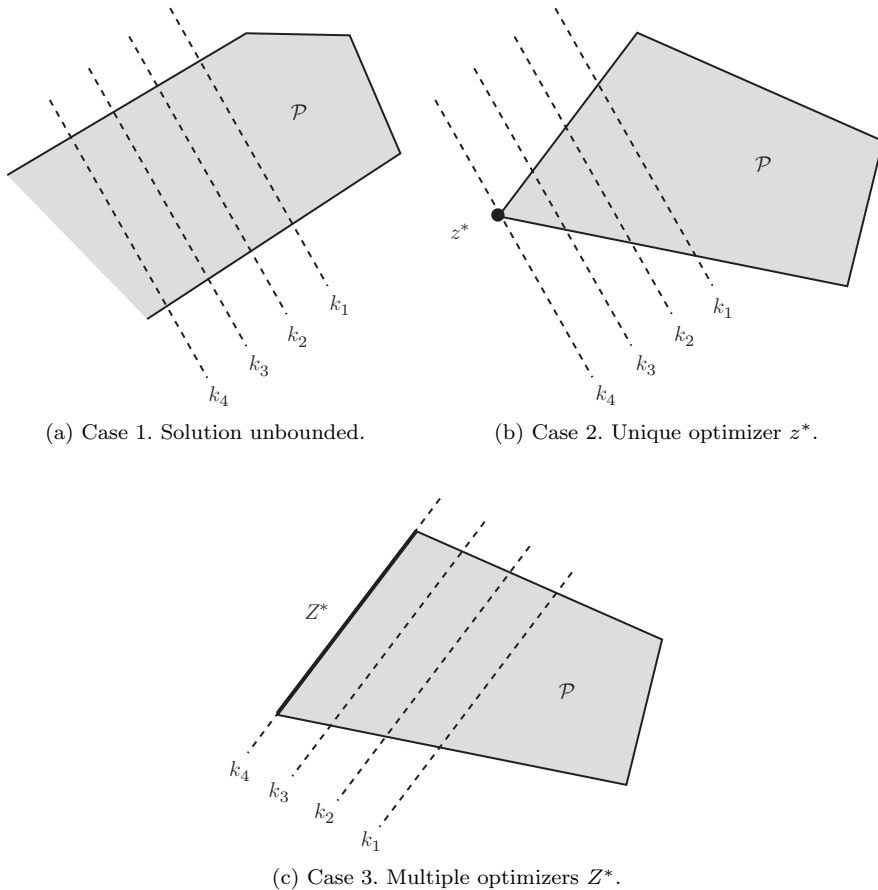 𝒫
k₁
k₂
k₃
k₄
(a) Case 1. Solution unbounded.
𝒫
z*
k₁
k₂
k₃
k₄
(b) Case 2. Unique optimizer z*.
Z*
𝒫
k₄
k₃
k₂
k₁
(c) Case 3. Multiple optimizers Z*.